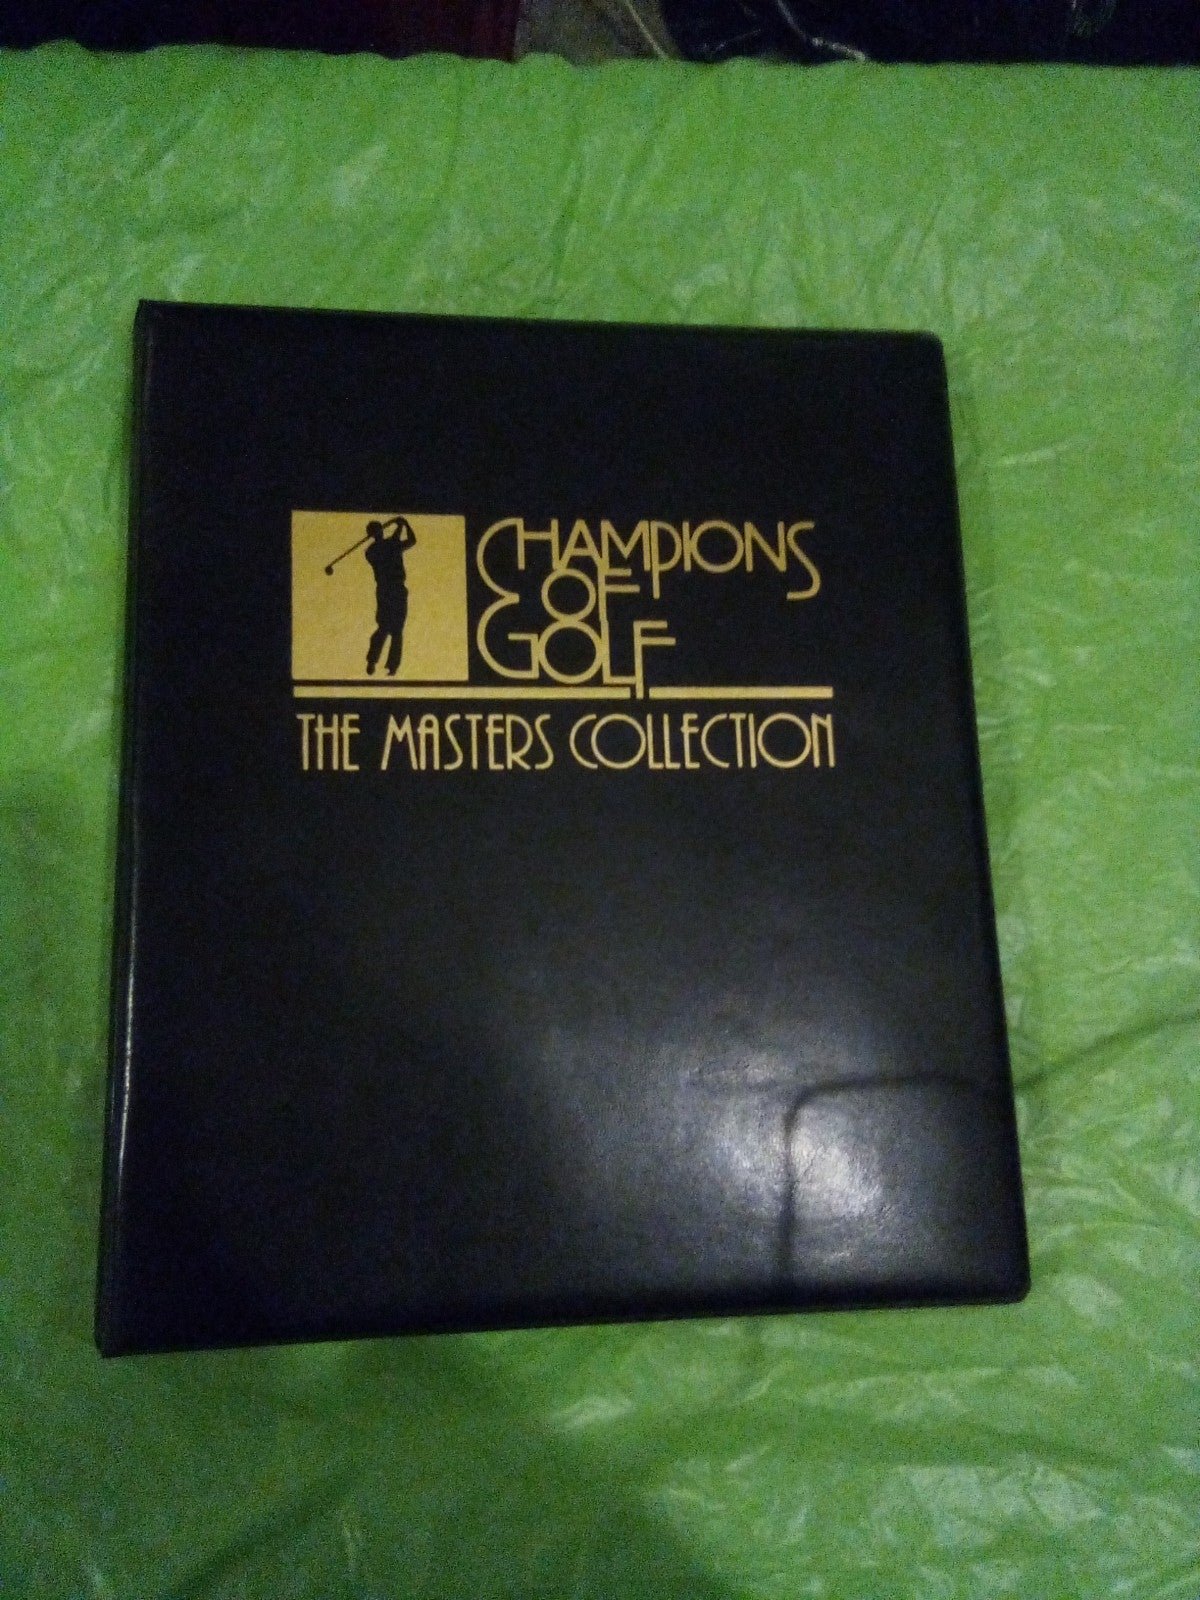 CHAMPIONS
OF
GOLF
THE MASTERS COLLECTION